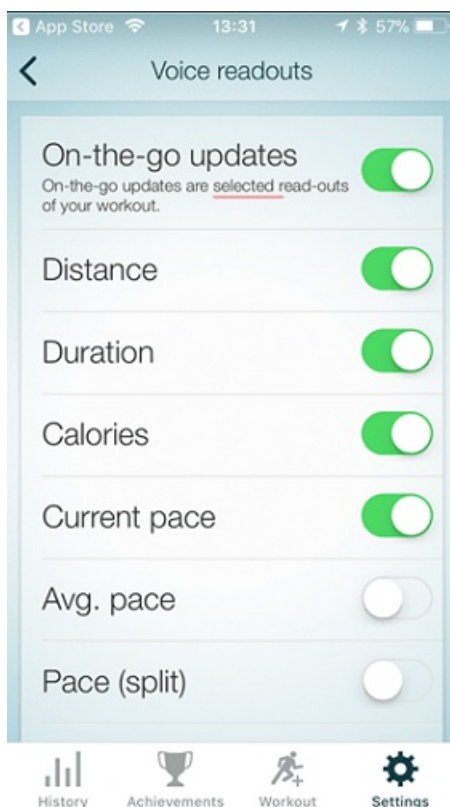 App Store 13:31 57%
Voice readouts
On-the-go updates
On-the-go updates are selected read-outs
of your workout.
Distance
Duration
Calories
Current pace
Avg. pace
Pace (split)
History Achievements Workout Settings